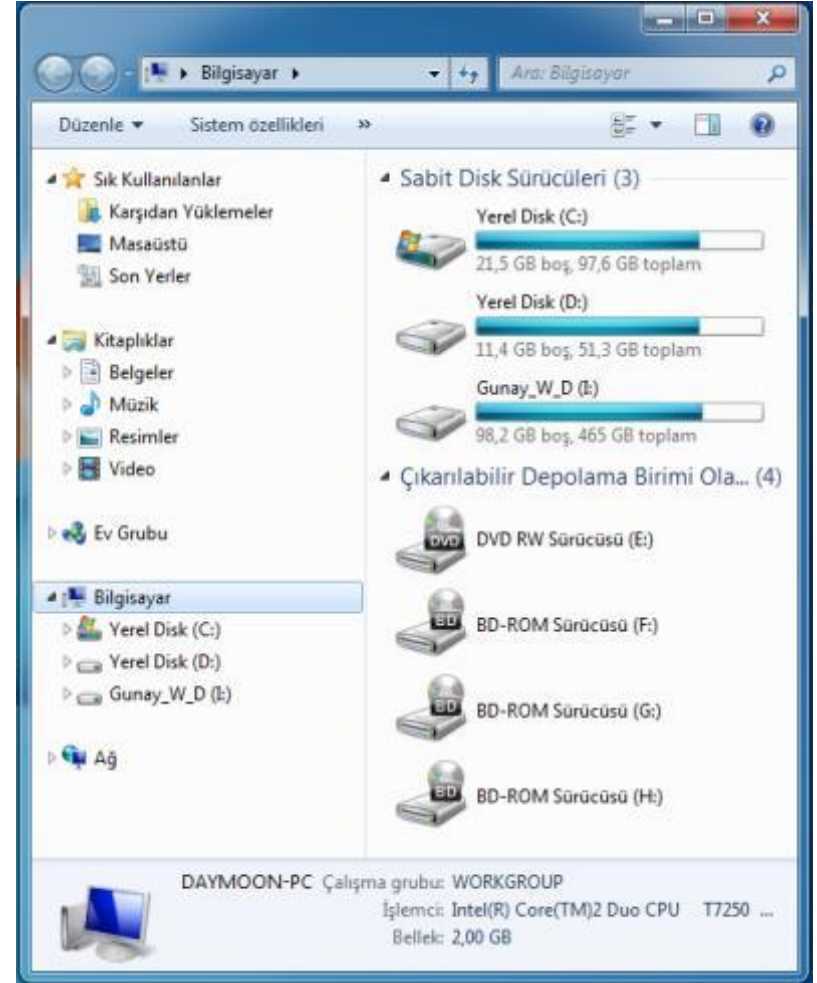 Bilgisayar
Ara: Bilgisayar
Düzenle
Sistem özellikleri
»
Sık Kullanılanlar
Karşıdan Yüklemeler
Masaüstü
Son Yerler
Kitaplıklar
Belgeler
Müzik
Resimler
Video
Ev Grubu
Bilgisayar
Yerel Disk (C:)
Yerel Disk (D:)
Gunay_W_D (I:)
Ağ
Sabit Disk Sürücüleri (3)
Yerel Disk (C:)
21,5 GB boş, 97,6 GB toplam
Yerel Disk (D:)
11,4 GB boş, 51,3 GB toplam
Gunay_W_D (I:)
98,2 GB boş, 465 GB toplam
Çıkarılabilir Depolama Birimi Ola... (4)
DVD
DVD RW Sürücüsü (E:)
BD
BD-ROM Sürücüsü (F:)
BD
BD-ROM Sürücüsü (G:)
BD
BD-ROM Sürücüsü (H:)
DAYMOON-PC Çalışma grubu: WORKGROUP
İşlemci: Intel(R) Core(TM)2 Duo CPU T7250 ...
Bellek: 2,00 GB